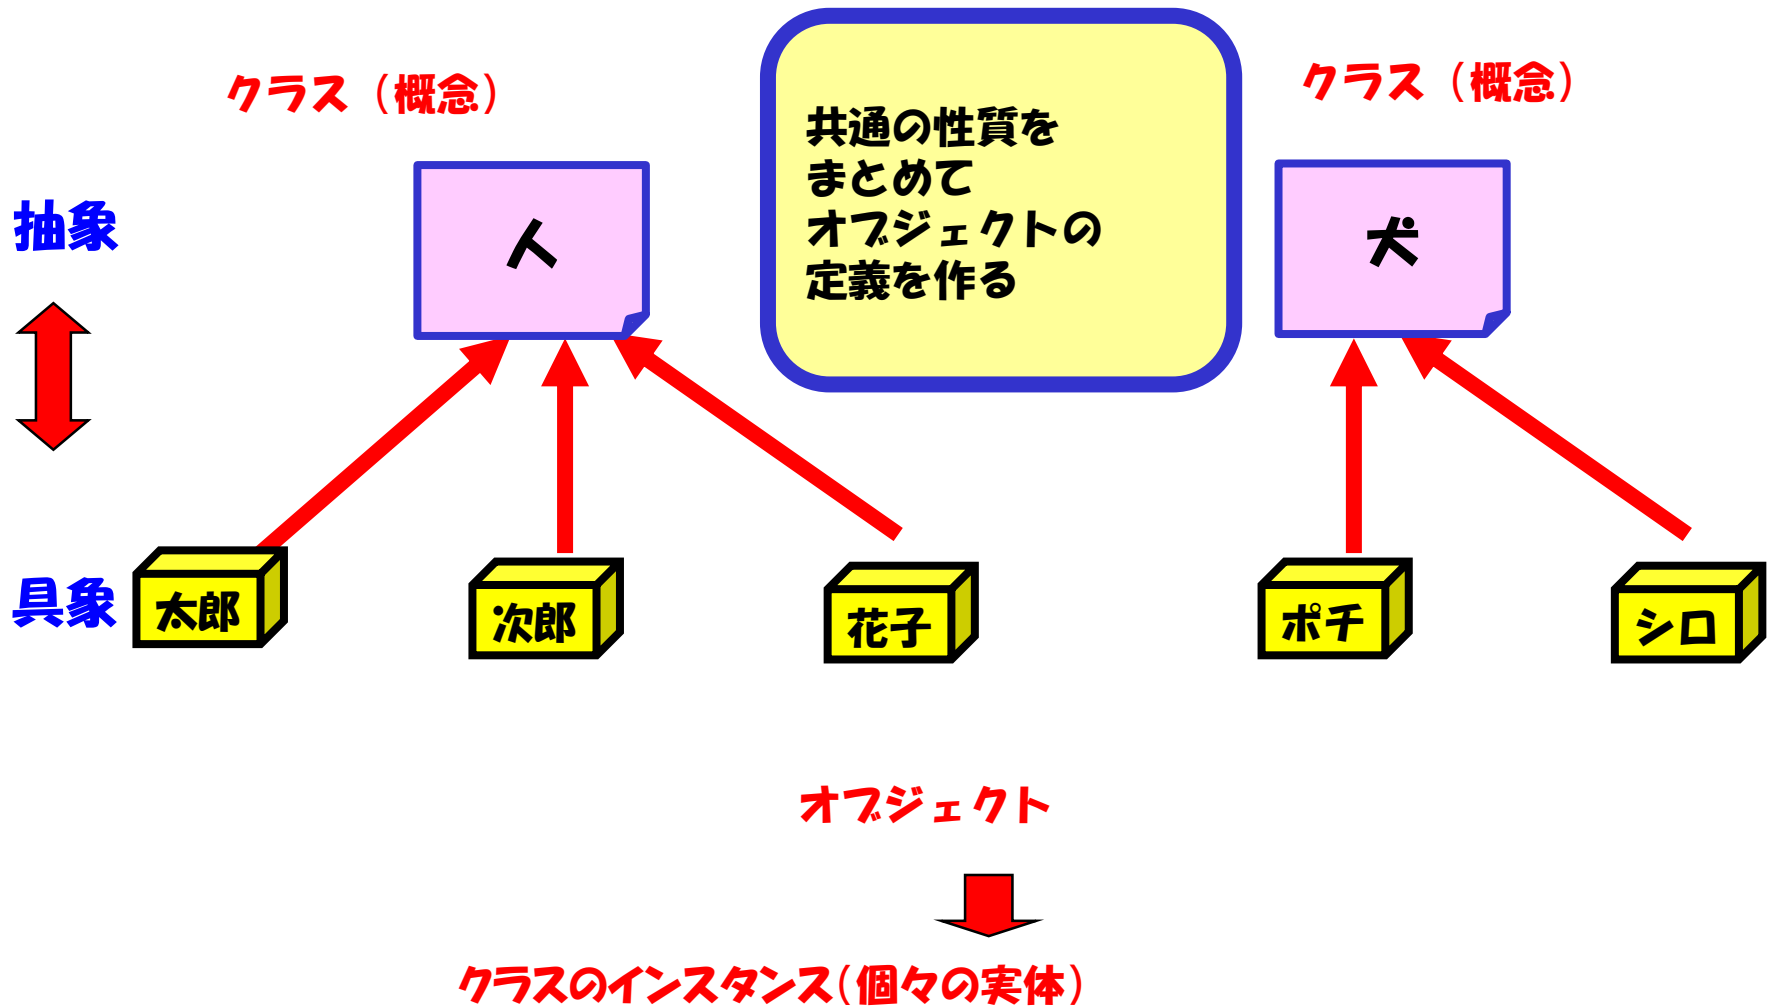 クラス（概念）
クラス（概念）
共通の性質を
まとめて
オブジェクトの
定義を作る
抽象
人
犬
具象
太郎
次郎
花子
ポチ
シロ
オブジェクト
クラスのインスタンス(個々の実体)